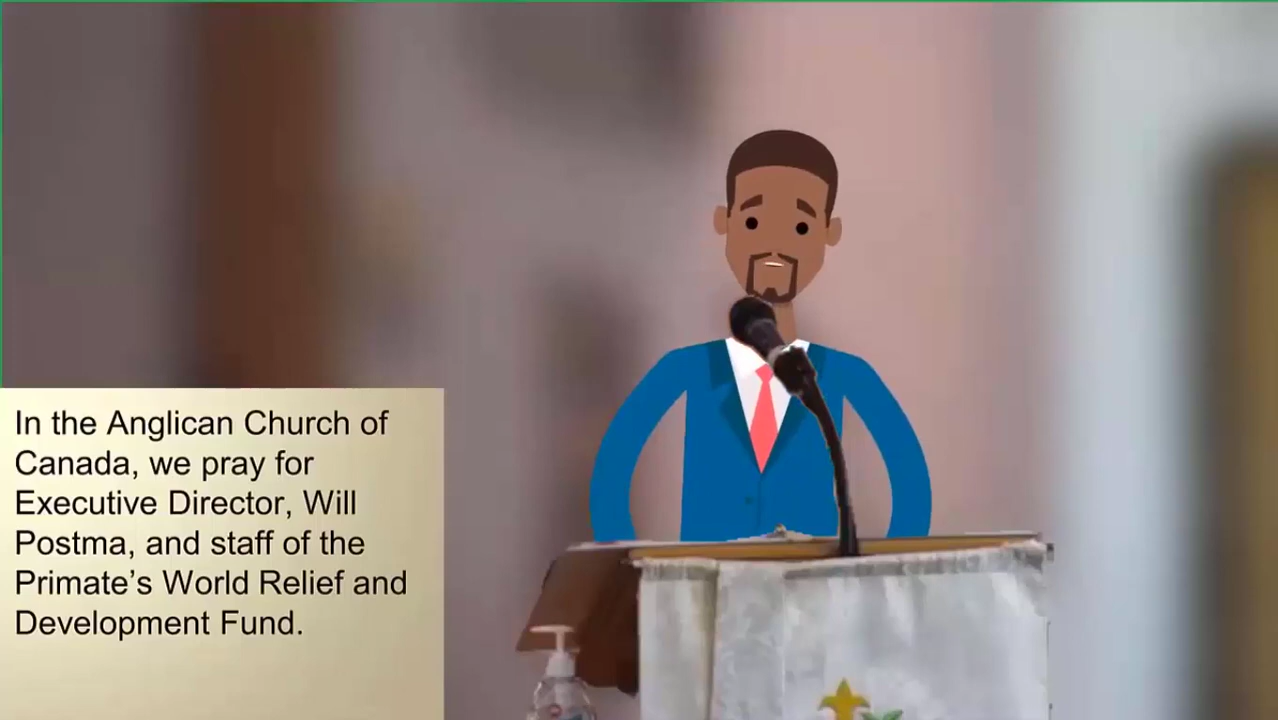 In the Anglican Church of
Canada, we pray for
Executive Director, Will
Postma, and staff of the
Primate’s World Relief and
Development Fund.